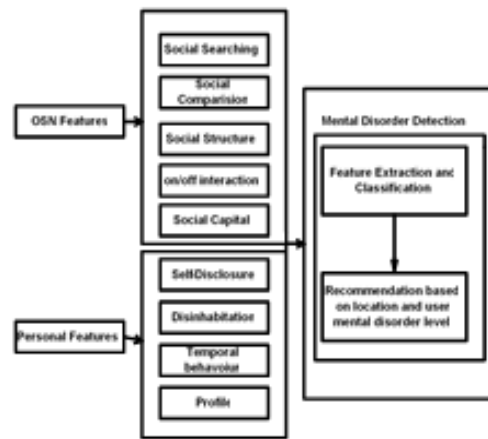 Social Searching
Social
Comparision
OSN Features
Social Structure
on/off interaction
Social Capital
Mental Disorder Detection
Feature Extraction and
Classification
Self-Disclosure
Disinhabitation
Personal Features
Temporal
behavoiur
Profile
Recommendation based
on location and user
mental disorder level